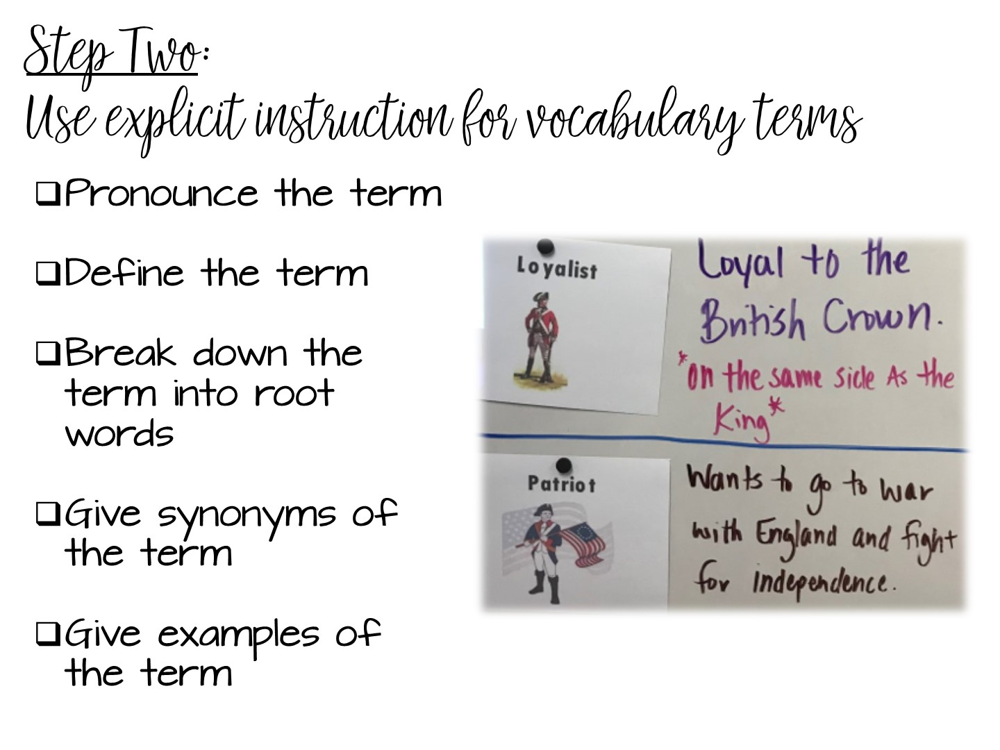 Step Two:
Use explicit instruction for vocabulary terms
Pronounce the term
Define the term
Break down the
term into root
words
Give synonyms of
the term
Give examples of
the term
Loyalist
Loyal to the
British Crown.
*on the same side As the
King*
Patriot
Wants to go to war
with England and fight
for independence.